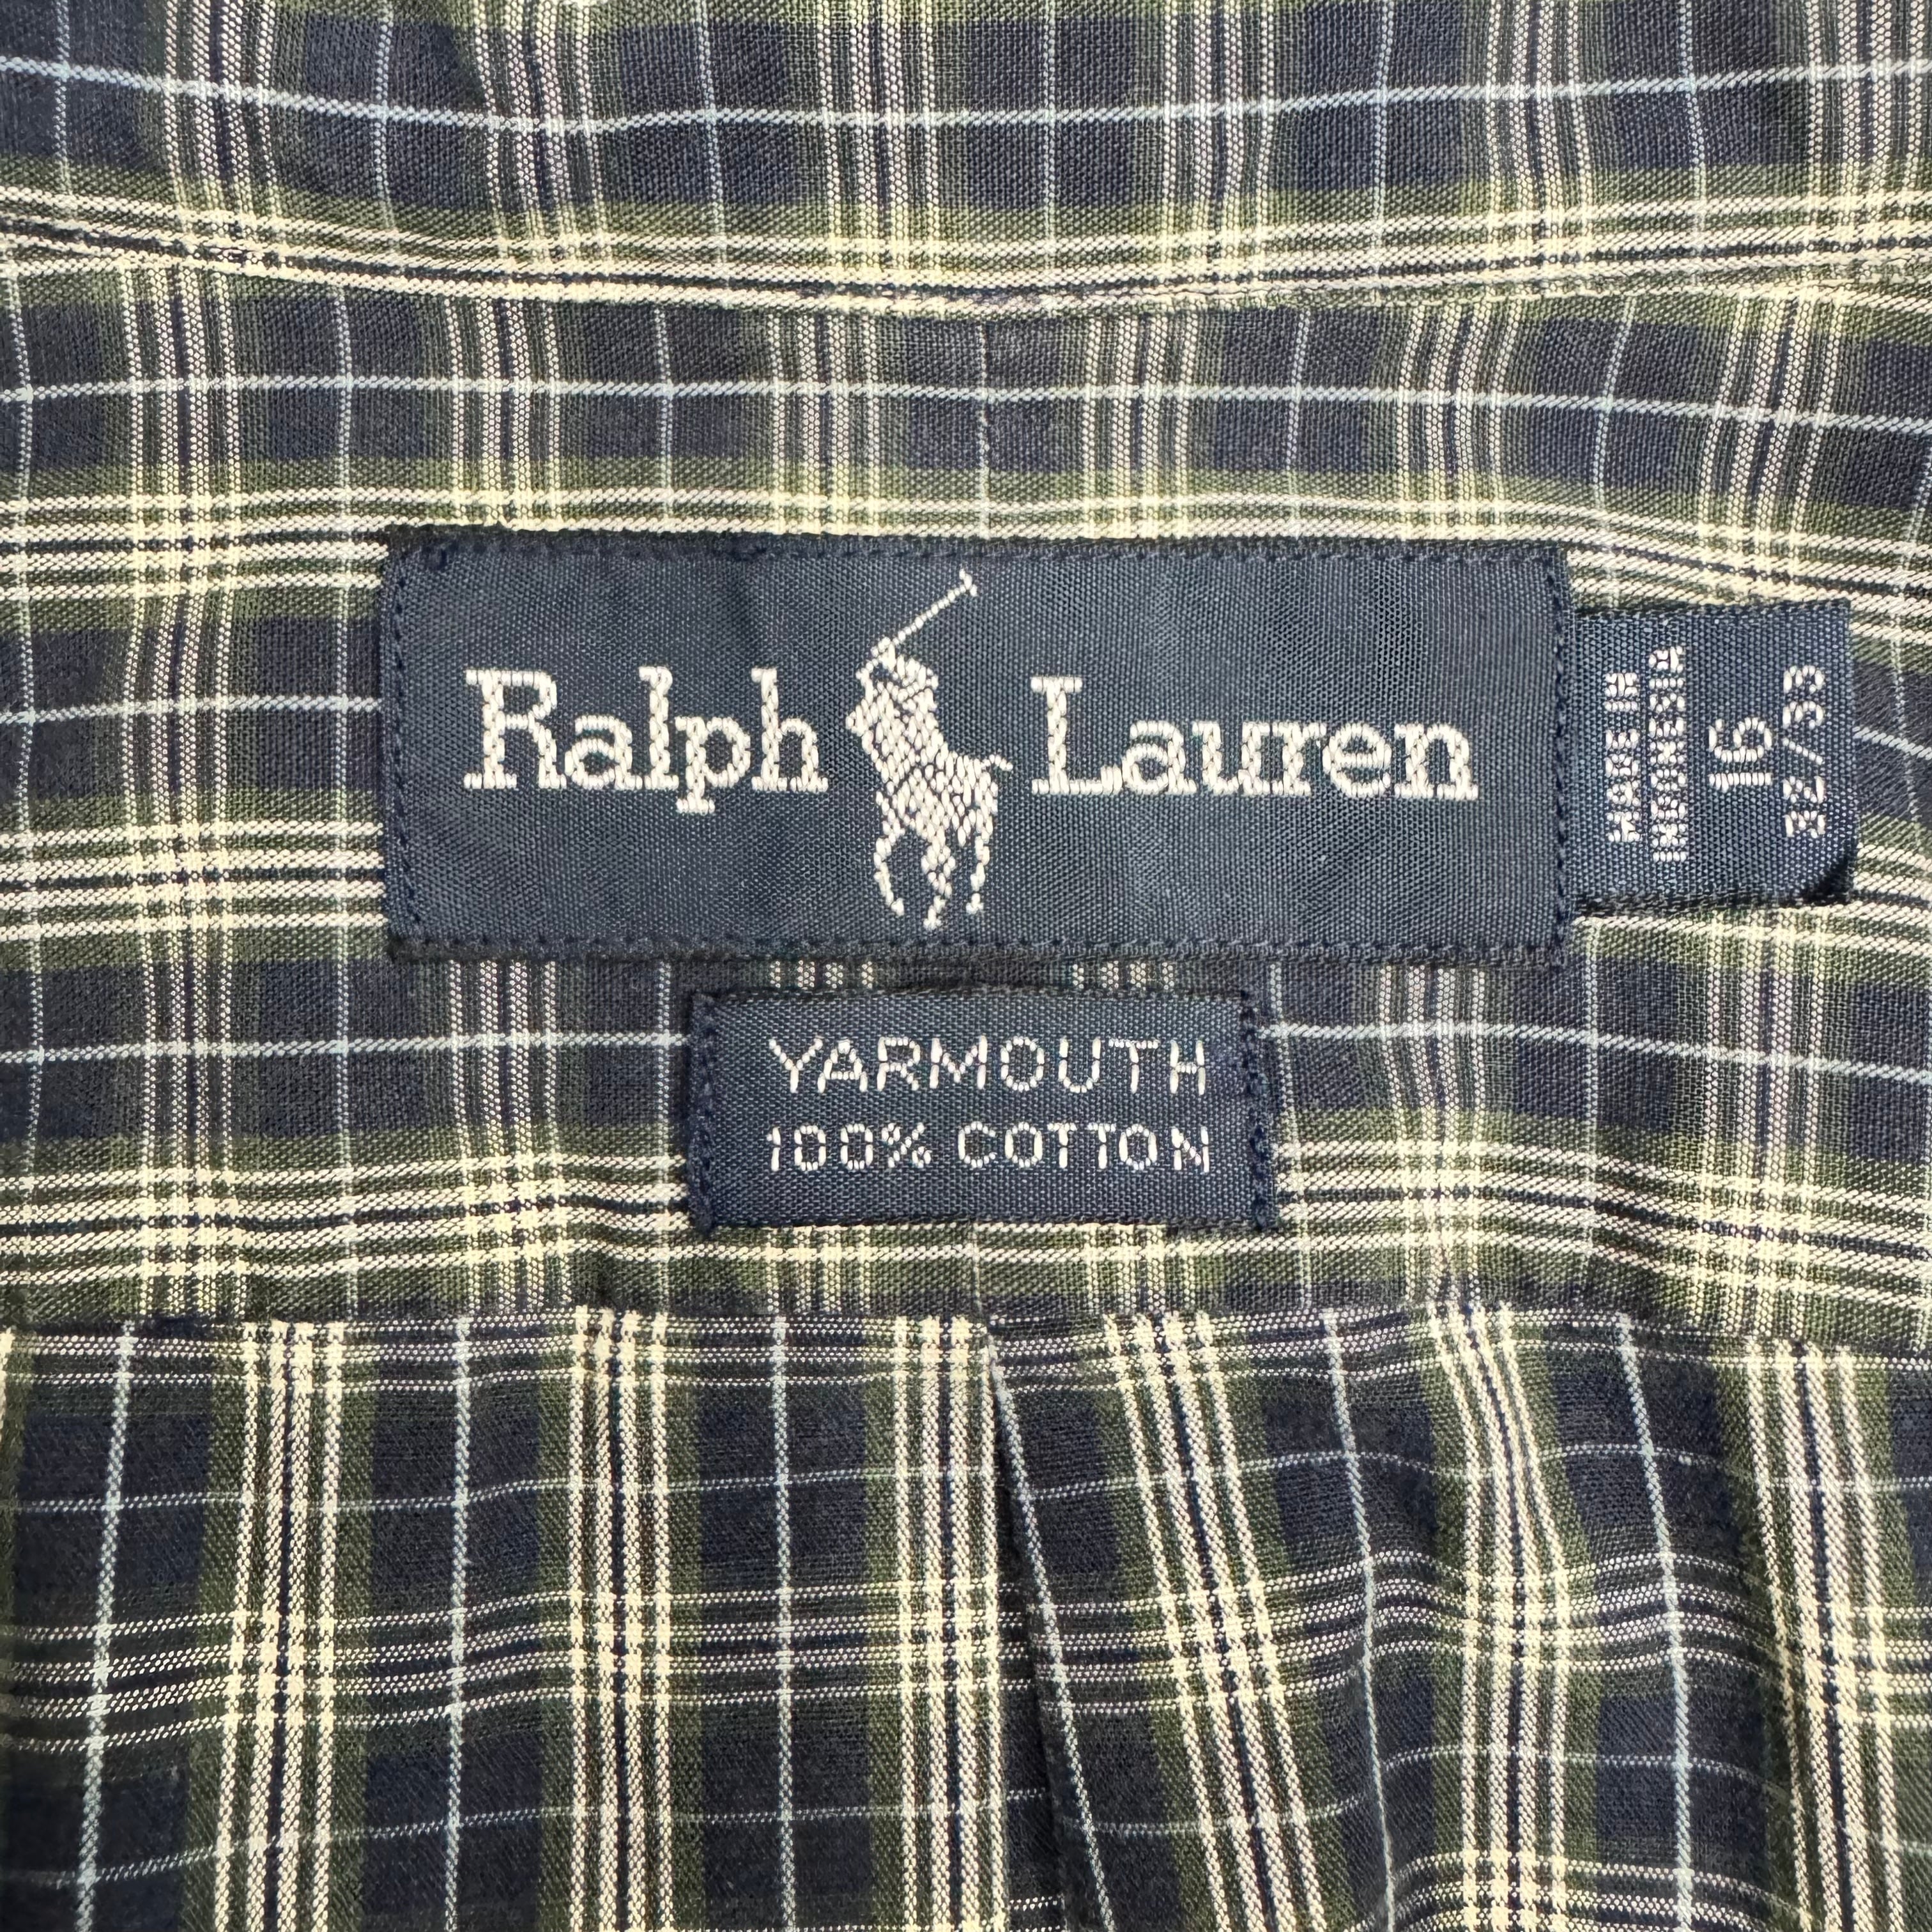 Ralph Lauren
MADE IN
INDONESIA
16
32/33
YARMOUTH
100% COTTON